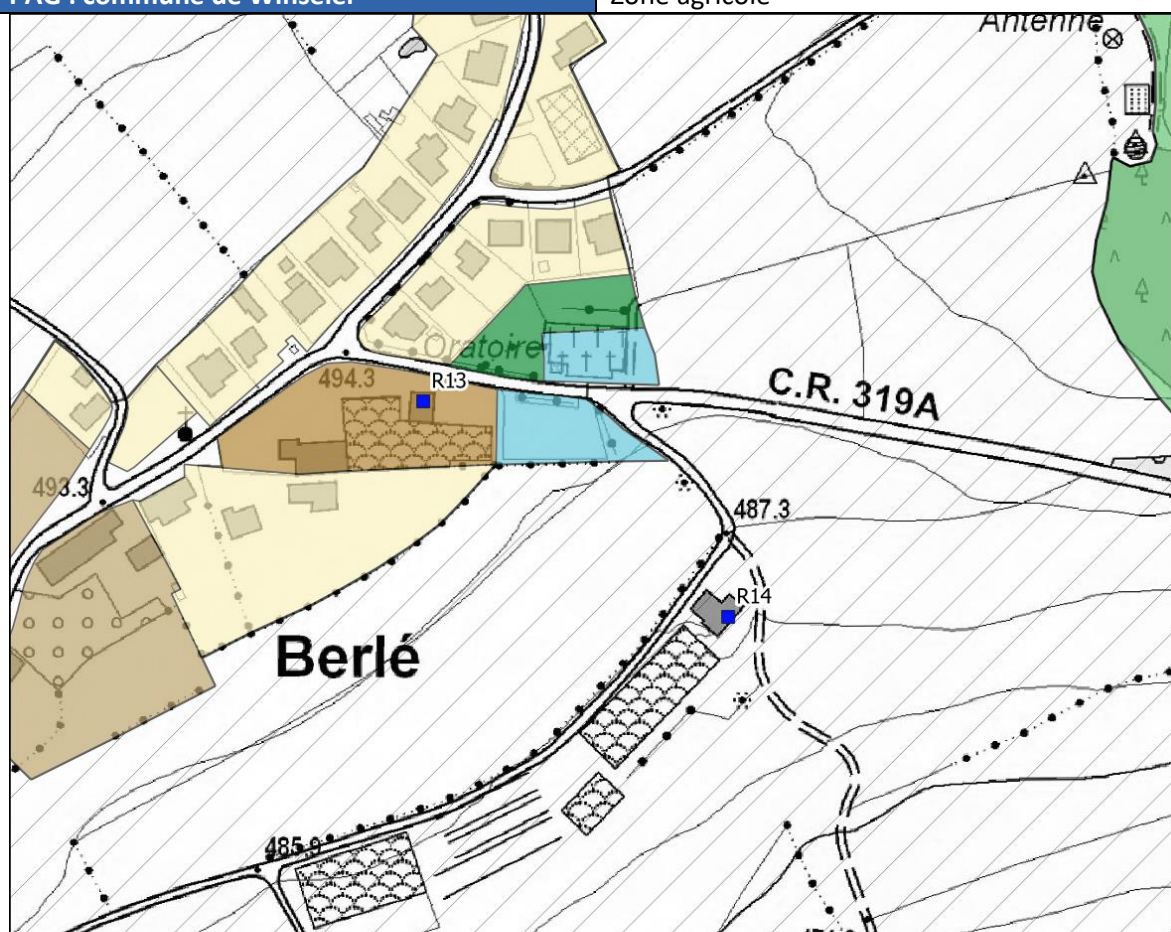 PAG : commune de Winseler
Zone agricole
Antenne
Oratoire
494.3
R13
C.R. 319A
493.3
487.3
R14
Berlé
485.9